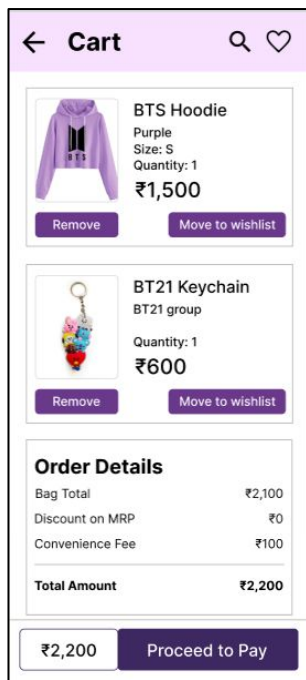 Cart
BTS
BTS Hoodie
Purple
Size: S
Quantity: 1
₹1,500
Remove
Move to wishlist
BT21 Keychain
BT21 group
Quantity: 1
₹600
Remove
Move to wishlist
Order Details
Bag Total ₹2,100
Discount on MRP ₹0
Convenience Fee ₹100
Total Amount ₹2,200
₹2,200 Proceed to Pay